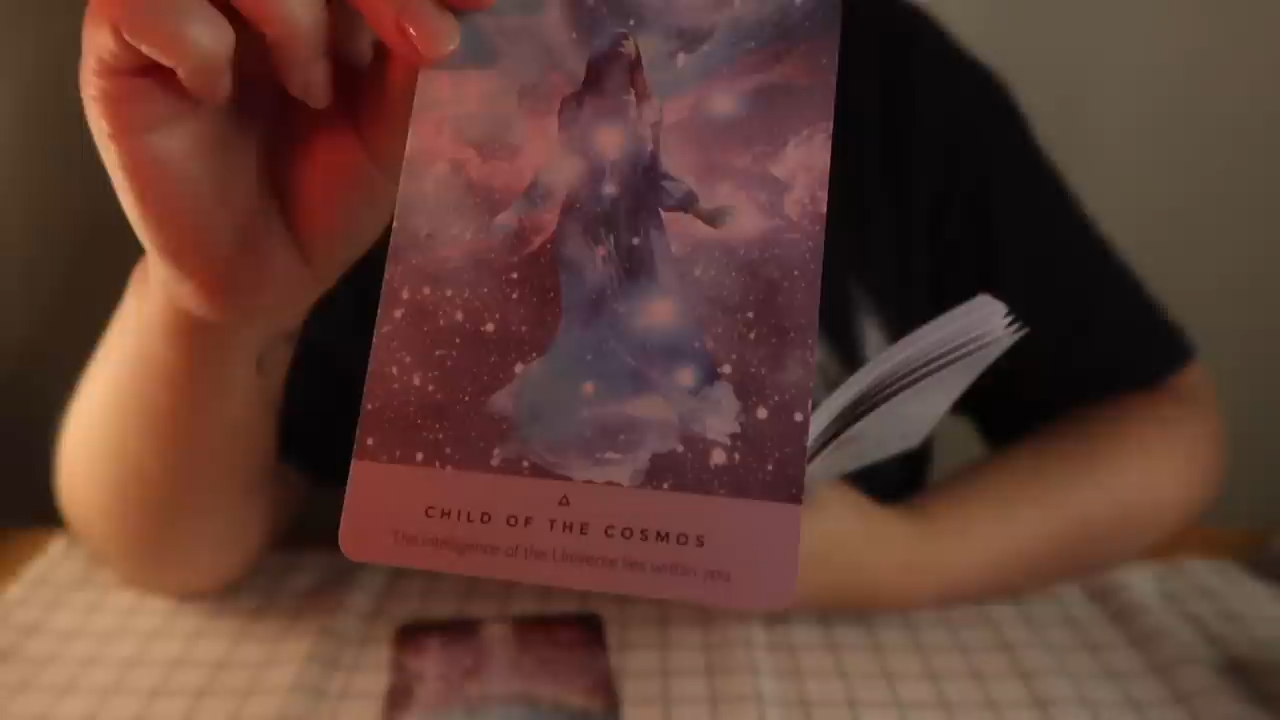 CHILD OF THE COSMOS
The intelligence of the Universe lies within you